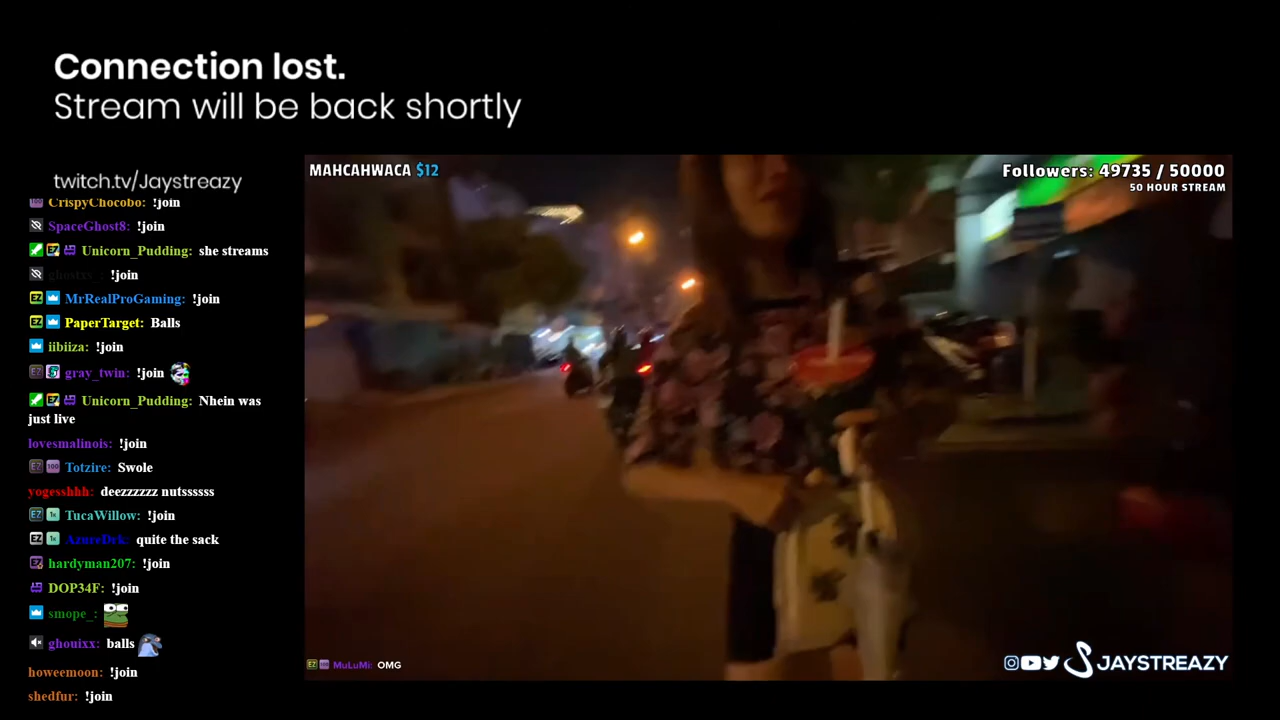 Connection lost.
Stream will be back shortly
twitch.tv/Jaystreazy
CrispyChocobo: !join
SpaceGhost8: !join
Unicorn_Pudding: she streams
ghostxs_: !join
MrRealProGaming: !join
PaperTarget: Balls
iibiiza: !join
gray_twin: !join
Unicorn_Pudding: Nhein was
just live
lovesmalinois: !join
Totzire: Swole
yogesshhh: deezzzzzz nutssssss
TucaWillow: !join
AzureDrk: quite the sack
hardyman207: !join
DOP34F: !join
smope_:
ghouixx: balls
howeemoon: !join
shedfur: !join
MAHCAHWACA $12
Followers: 49735 / 50000
50 HOUR STREAM
MuLuMi: OMG
JAYSTREAZY